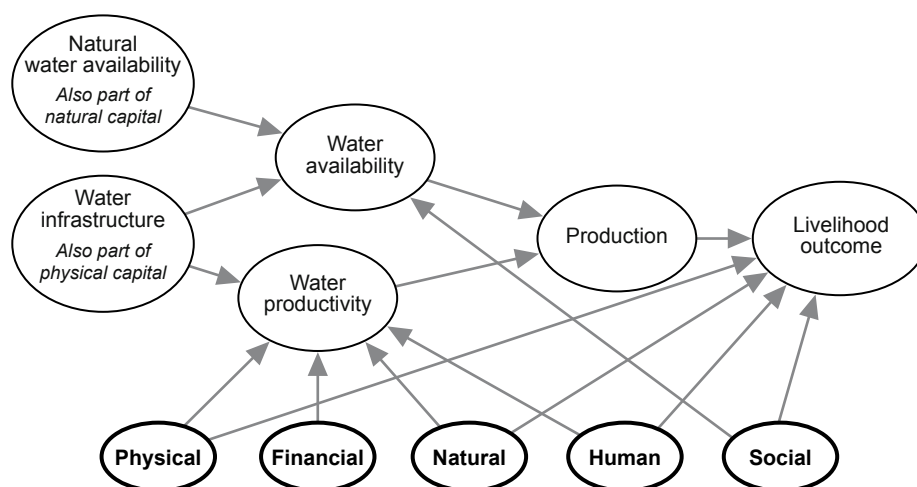 Natural
water availability
Also part of
natural capital
Water
availability
Water
infrastructure
Also part of
physical capital
Production
Livelihood
outcome
Water
productivity
Physical
Financial
Natural
Human
Social